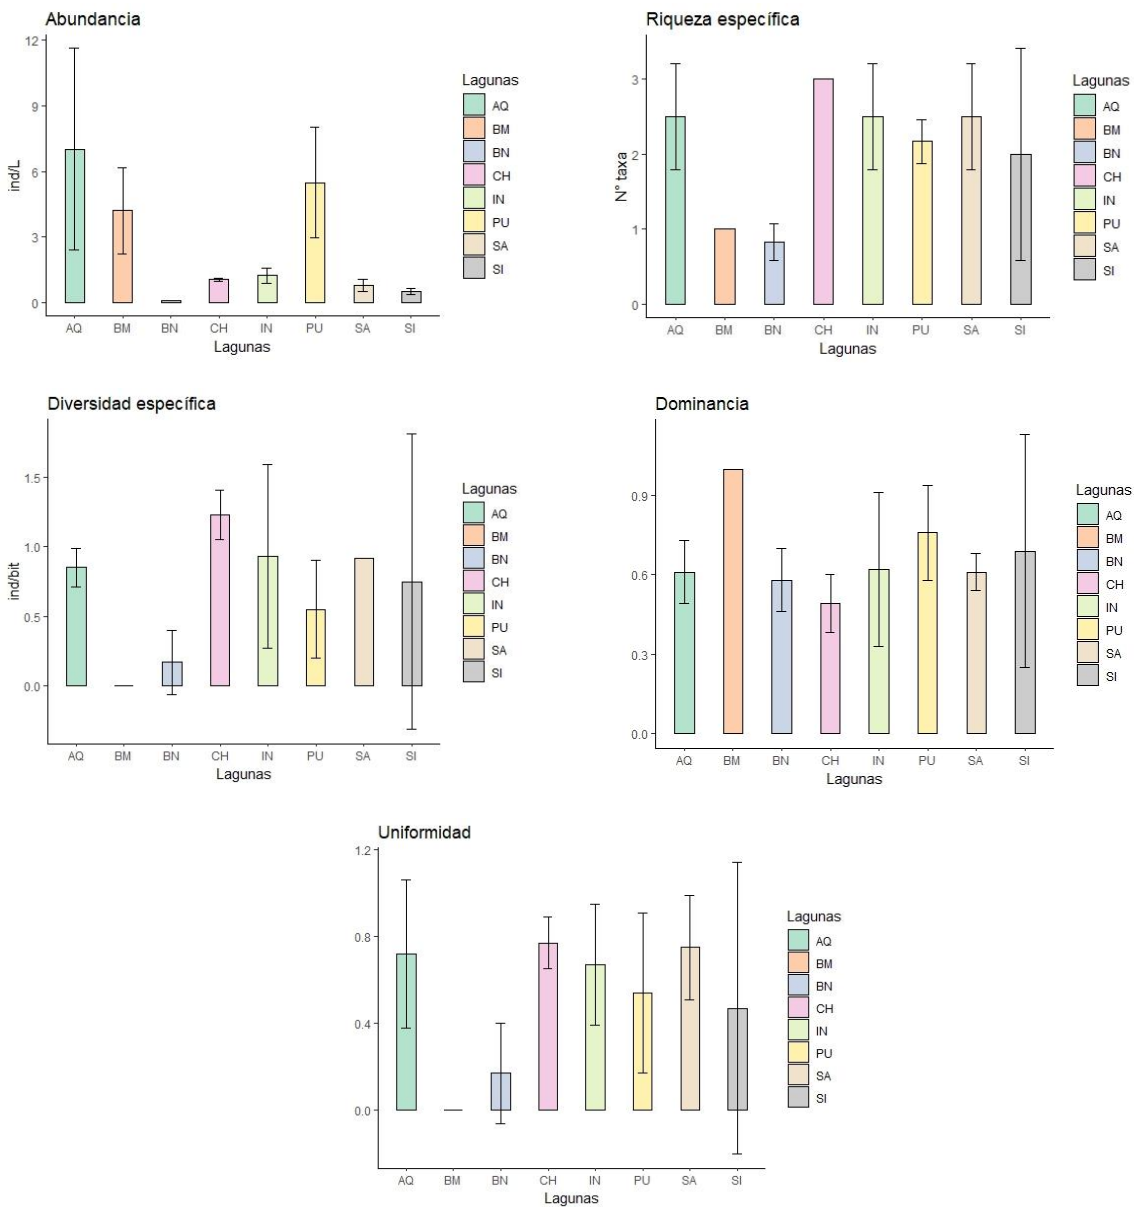 Abundancia
12
9
6
3
0
ind/L
AQ BM BN CH IN PU SA SI
Lagunas
Lagunas
AQ
BM
BN
CH
IN
PU
SA
SI
Riqueza específica
3
2
1
0
N° taxa
AQ BM BN CH IN PU SA SI
Lagunas
Lagunas
AQ
BM
BN
CH
IN
PU
SA
SI
Diversidad específica
1.5
1.0
0.5
0.0
ind/bit
AQ BM BN CH IN PU SA SI
Lagunas
Lagunas
AQ
BM
BN
CH
IN
PU
SA
SI
Dominancia
0.9
0.6
0.3
0.0
AQ BM BN CH IN PU SA SI
Lagunas
Lagunas
AQ
BM
BN
CH
IN
PU
SA
SI
Uniformidad
1.2
0.8
0.4
0.0
AQ BM BN CH IN PU SA SI
Lagunas
Lagunas
AQ
BM
BN
CH
IN
PU
SA
SI